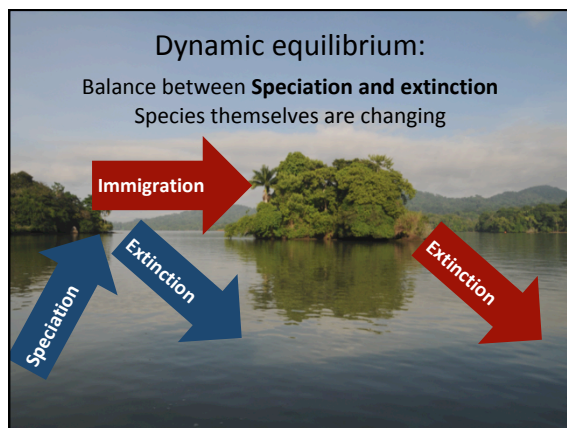 Dynamic equilibrium:
Balance between Speciation and extinction
Species themselves are changing
Immigration
Extinction
Speciation
Extinction